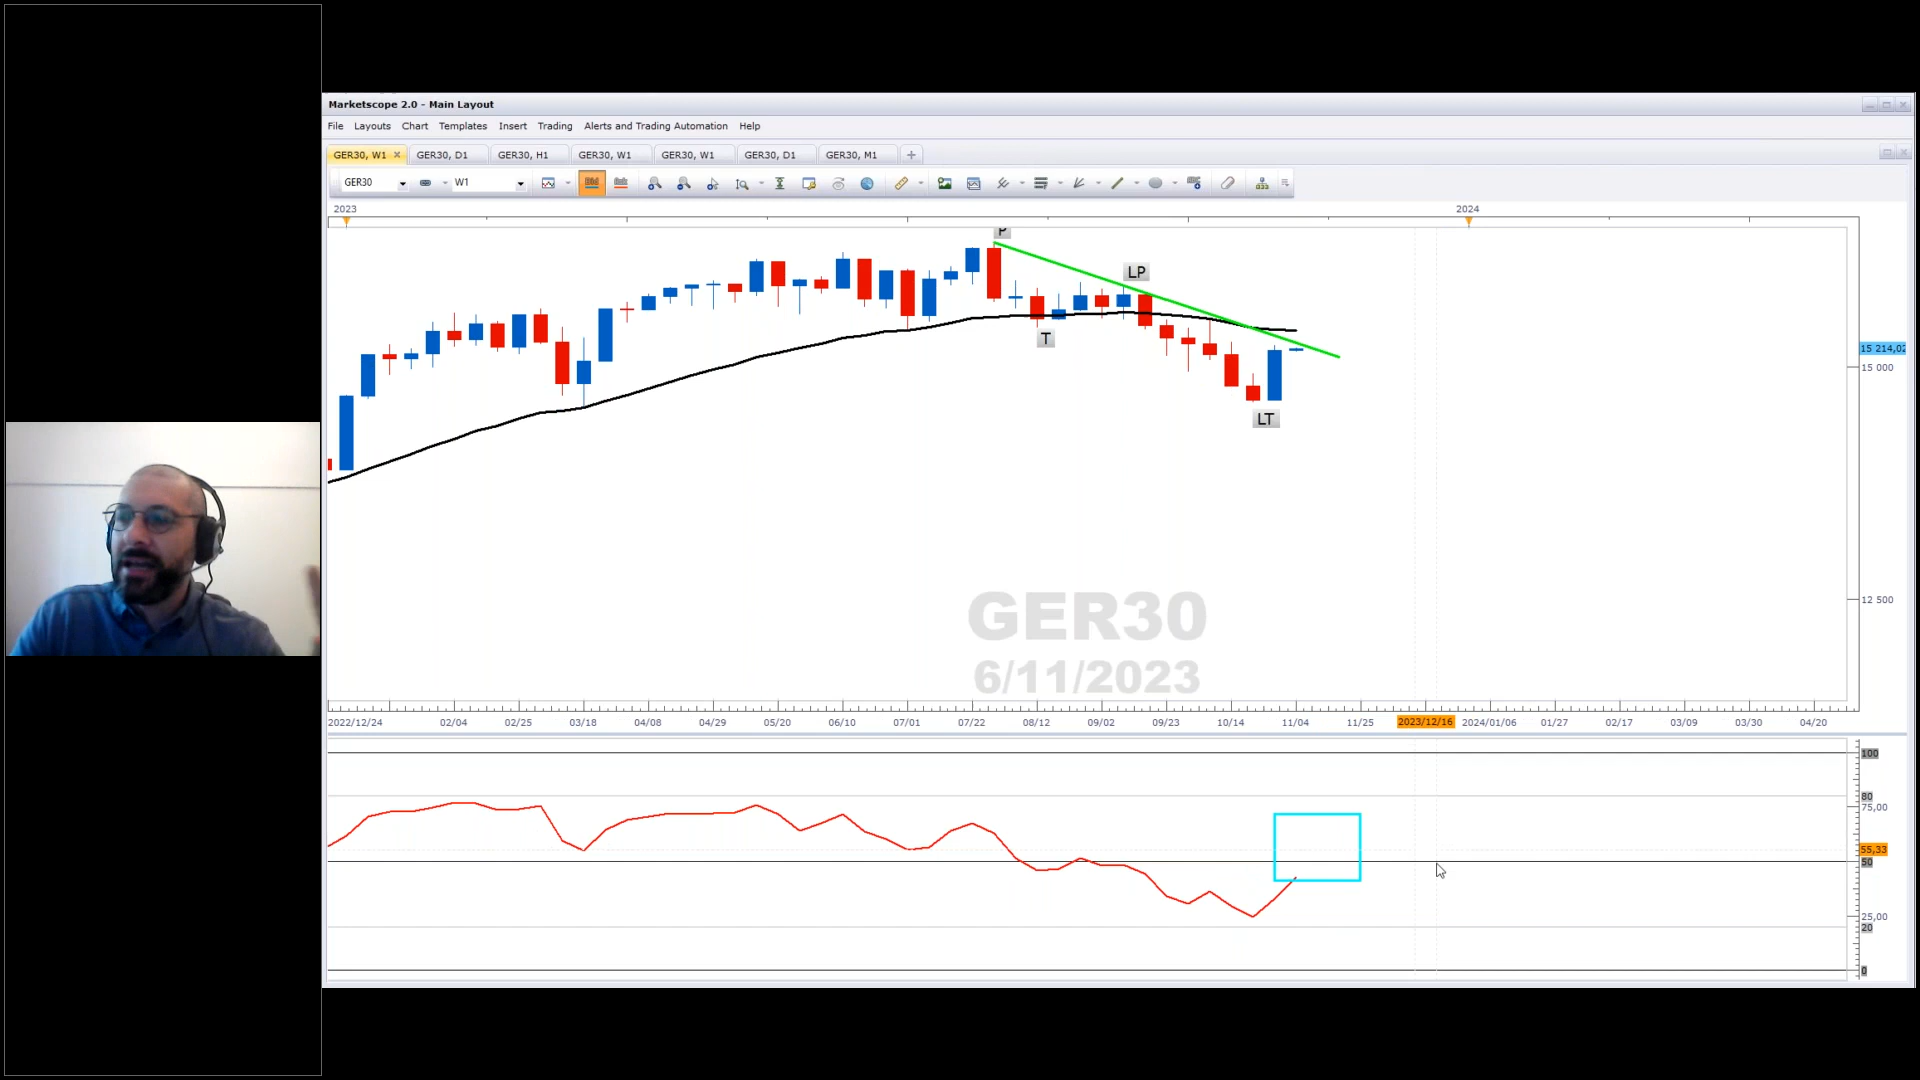 Marketscope 2.0 - Main Layout
File Layouts Chart Templates Insert Trading Alerts and Trading Automation Help
GER30, W1 GER30, D1 GER30, H1 GER30, W1 GER30, W1 GER30, D1 GER30, M1
GER30 W1
2023 2024
P
LP
T
LT
15 214,02
15 000
12 500
GER30
6/11/2023
2022/12/24 02/04 02/25 03/18 04/08 04/29 05/20 06/10 07/01 07/22 08/12 09/02 09/23 10/14 11/04 11/25 2023/12/16 2024/01/06 01/27 02/17 03/09 03/30 04/20
100
80
75,00
55,33
50
25,00
20
0